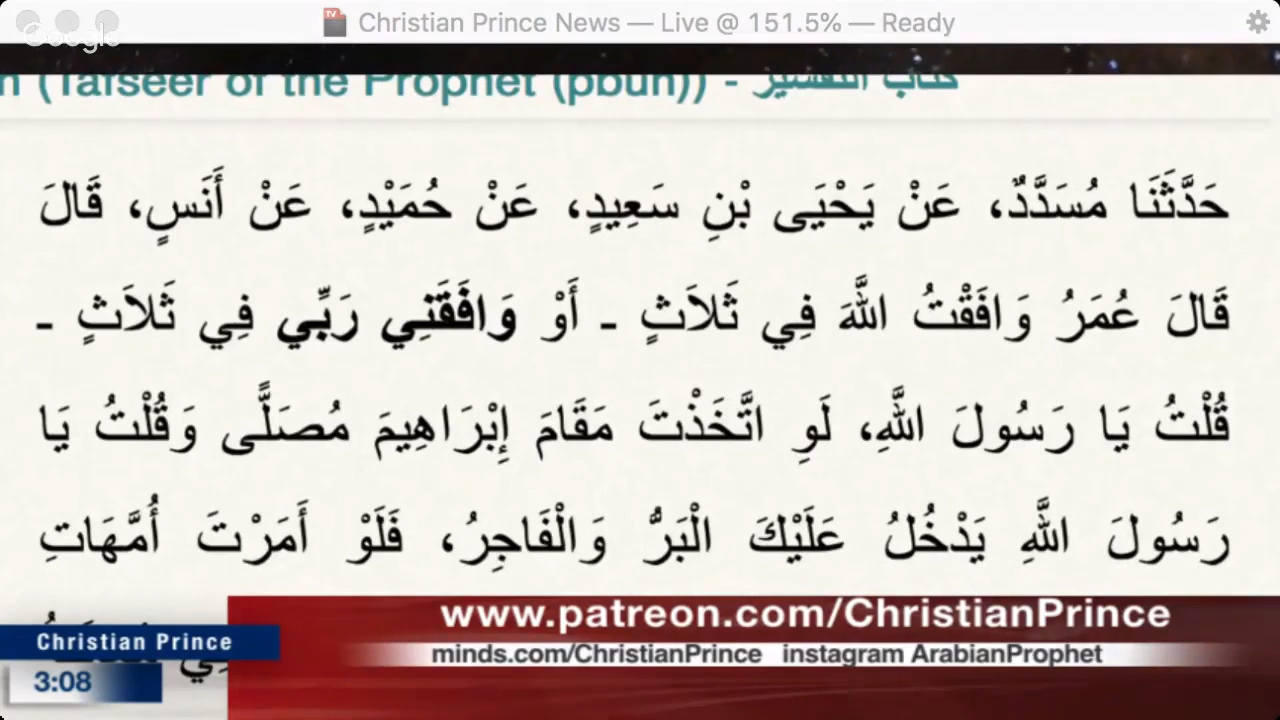 Christian Prince News — Live @ 151.5% — Ready
Google
(Tafseer of the Prophet (pbuh)) - كتاب التفسير
حَدَّثَنَا مُسَدَّدٌ، عَنْ يَحْيَى بْنِ سَعِيدٍ، عَنْ حُمَيْدٍ، عَنْ أَنَسٍ، قَالَ
قَالَ عُمَرُ وَافَقْتُ اللَّهَ فِي ثَلاَثٍ ـ أَوْ وَافَقَنِي رَبِّي فِي ثَلاَثٍ ـ
قُلْتُ يَا رَسُولَ اللَّهِ، لَوِ اتَّخَذْتَ مَقَامَ إِبْرَاهِيمَ مُصَلًّى وَقُلْتُ يَا
رَسُولَ اللَّهِ يَدْخُلُ عَلَيْكَ الْبَرُّ وَالْفَاجِرُ، فَلَوْ أَمَرْتَ أُمَّهَاتِ
www.patreon.com/ChristianPrince
Christian Prince
minds.com/ChristianPrince instagram ArabianProphet
3:08